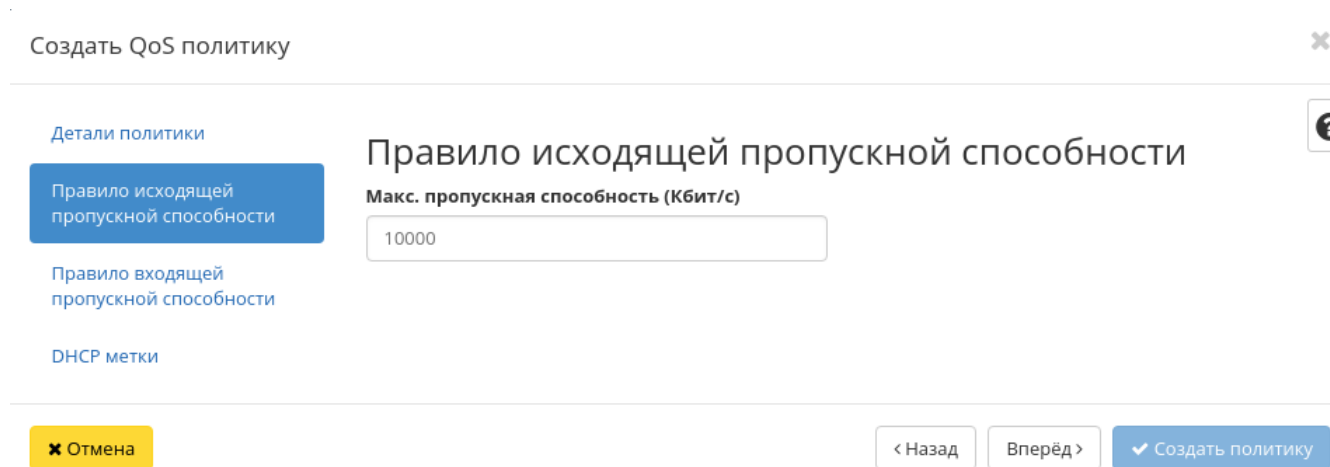 Создать QoS политику
Детали политики
Правило исходящей
пропускной способности
Правило входящей
пропускной способности
DHCP метки
Правило исходящей пропускной способности
Макс. пропускная способность (Кбит/с)
10000
Отмена
Назад
Вперёд
Создать политику